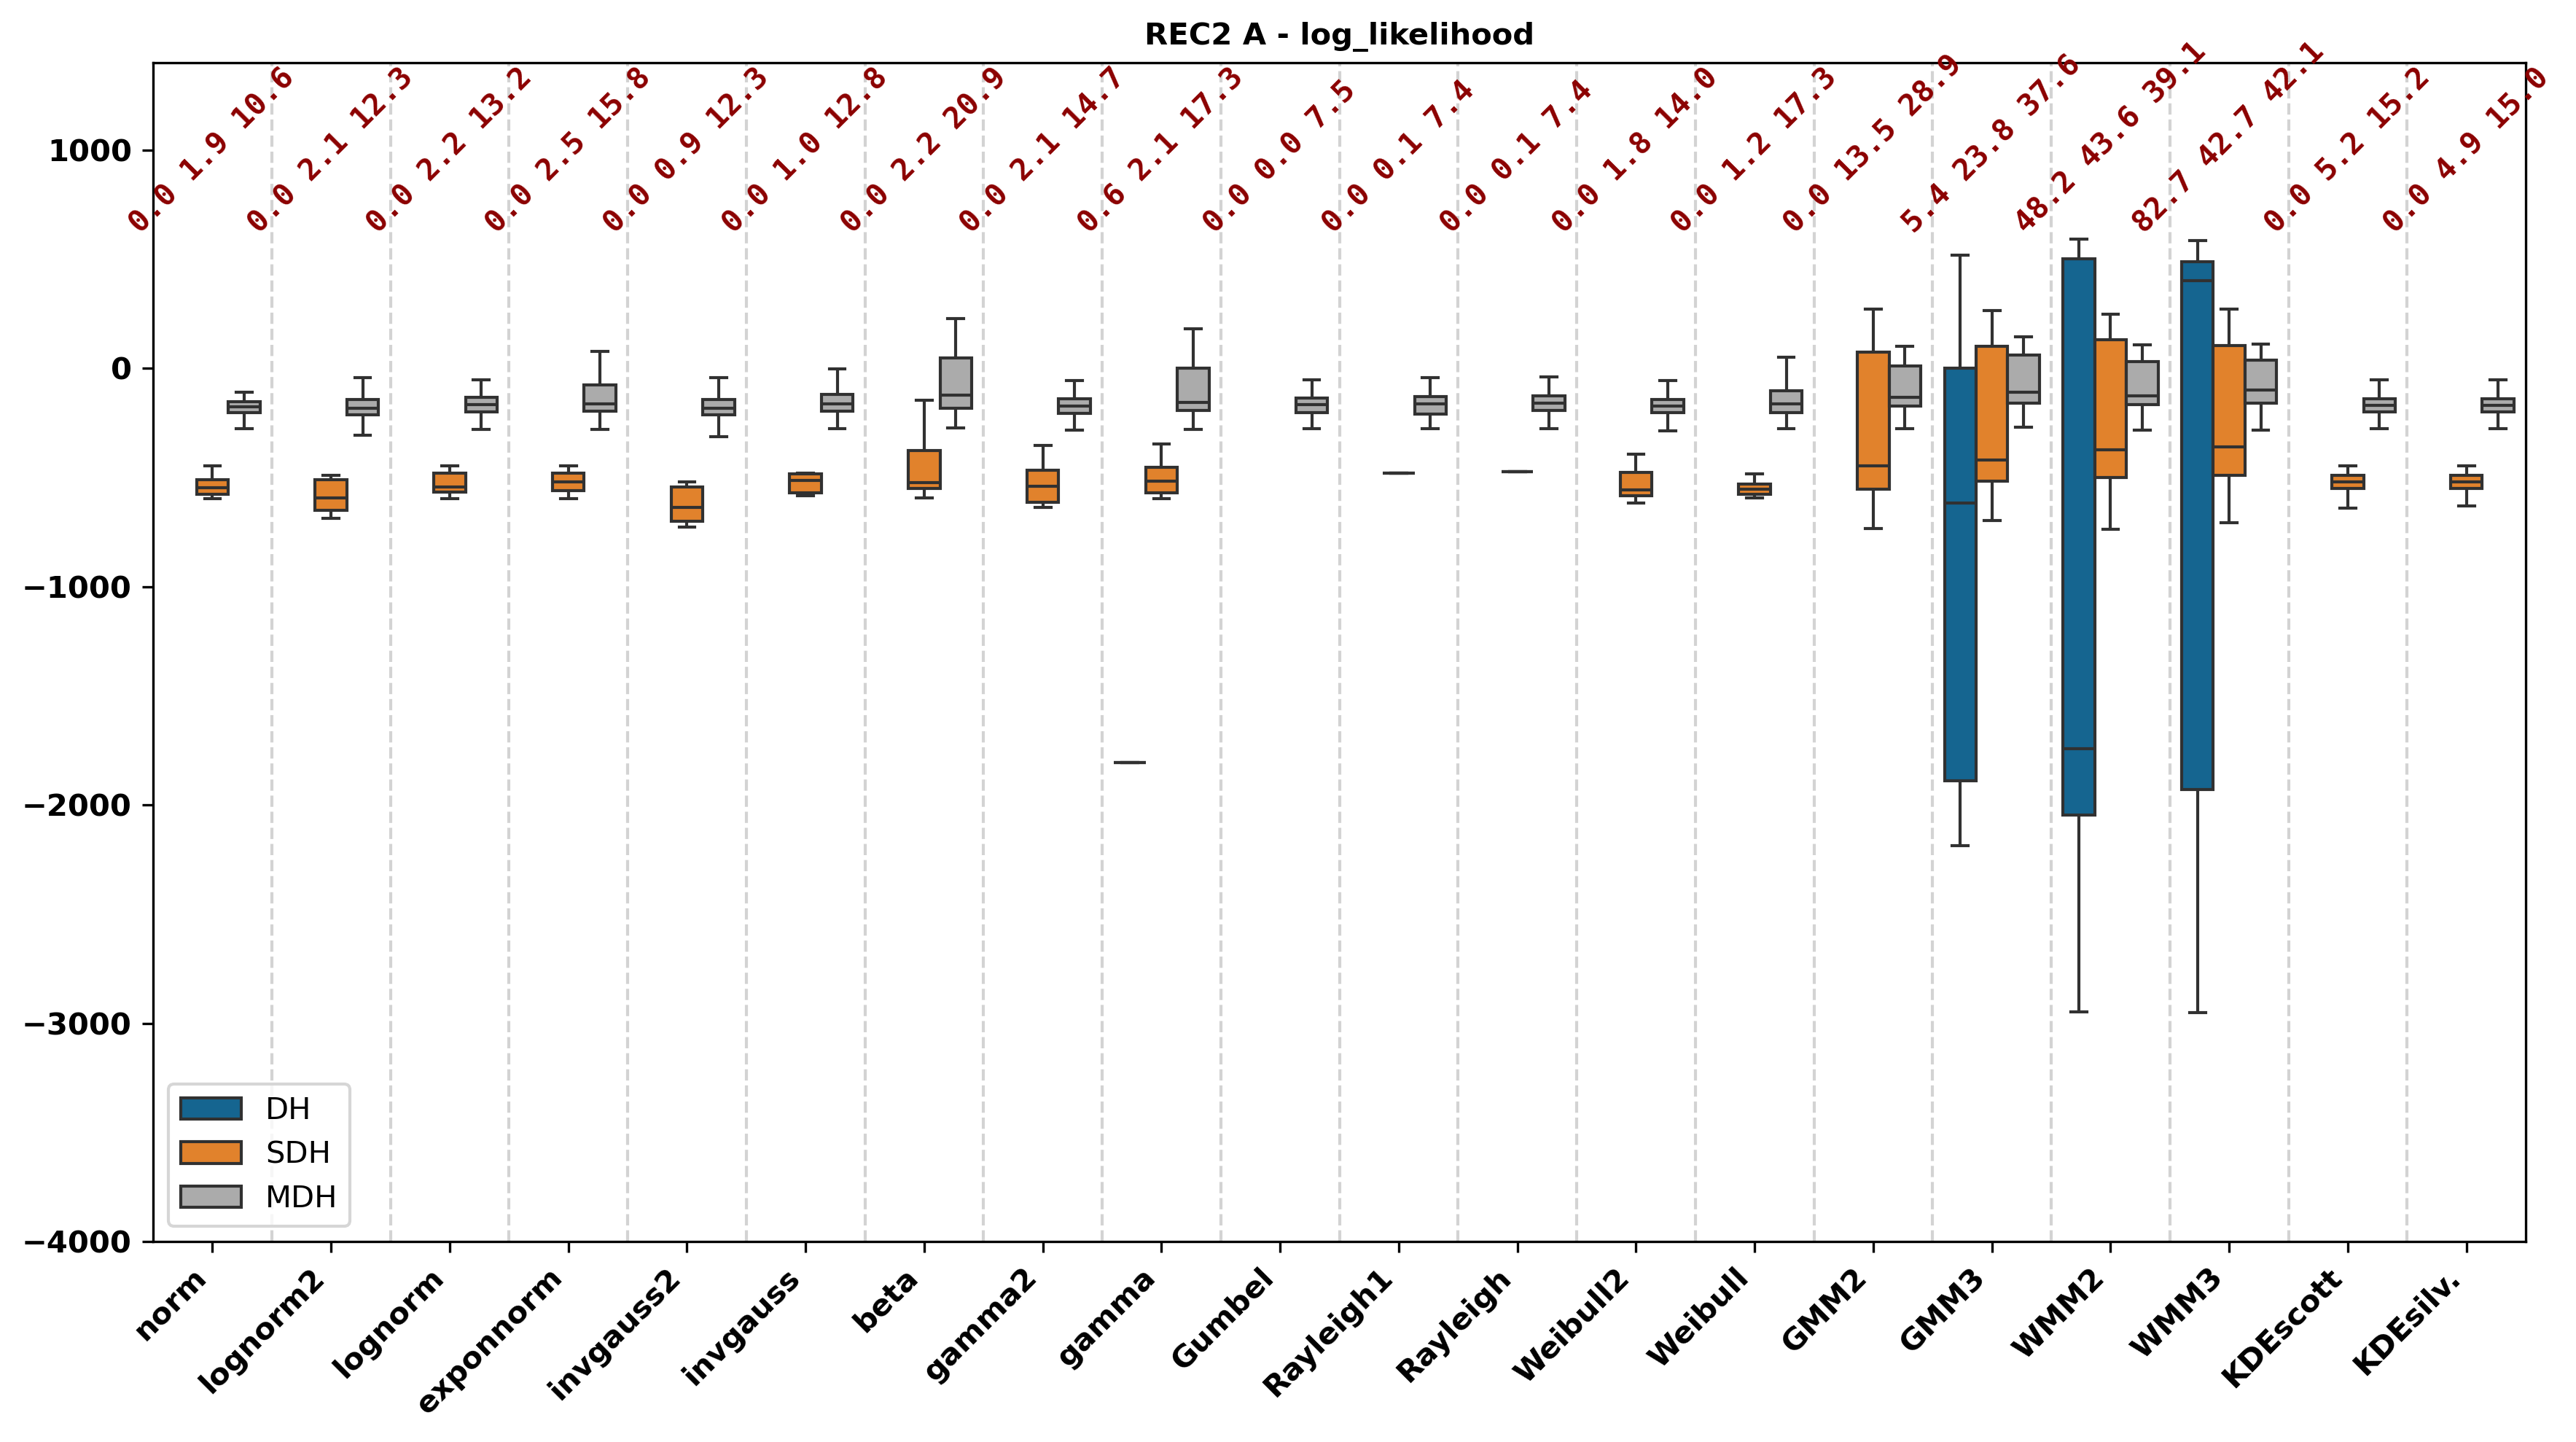 REC2 A - log_likelihood
0.0 1.9 10.6
0.0 2.1 12.3
0.0 2.2 13.2
0.0 2.5 15.8
0.0 0.9 12.3
0.0 1.0 12.8
0.0 2.2 20.9
0.0 2.1 14.7
0.6 2.1 17.3
0.0 0.0 7.5
0.0 0.1 7.4
0.0 0.1 7.4
0.0 1.8 14.0
0.0 1.2 17.3
0.0 13.5 28.9
5.4 23.8 37.6
48.2 43.6 39.1
82.7 42.7 42.1
0.0 5.2 15.2
0.0 4.9 15.0
1000
0
−1000
−2000
−3000
−4000
DH
SDH
MDH
norm
lognorm2
lognorm
exponnorm
invgauss2
invgauss
beta
gamma2
gamma
Gumbel
Rayleigh1
Rayleigh
Weibull2
Weibull
GMM2
GMM3
WMM2
WMM3
KDEscott
KDEsilv.